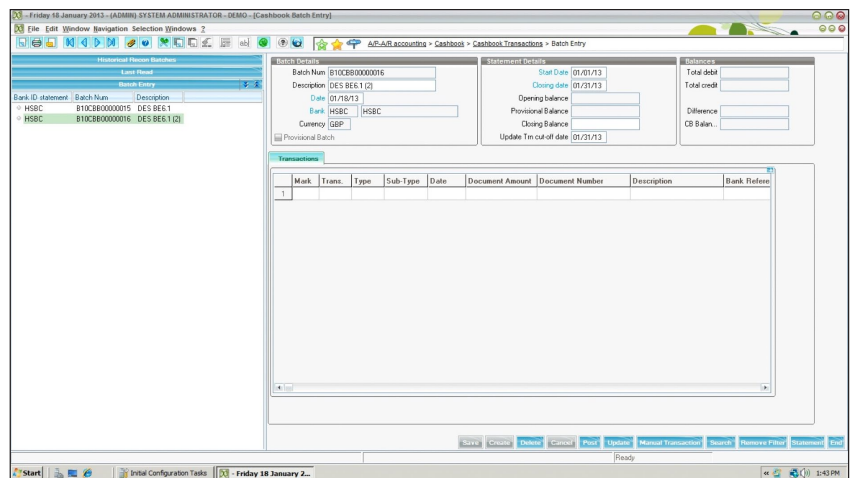 - Friday 18 January 2013 - (ADMIN) SYSTEM ADMINISTRATOR - DEMO - [Cashbook Batch Entry]
File Edit Window Navigation Selection Windows ?
A/P-A/R accounting > Cashbook > Cashbook Transactions > Batch Entry
Historical Recon Batches
Last Read
Batch Entry
Bank ID statement Batch Num Description
HSBC B10CBB00000015 DES BE6.1
HSBC B10CBB00000016 DES BE6.1 (2)
Batch Details
Batch Num B10CBB00000016
Description DES BE6.1 (2)
Date 01/18/13
Bank HSBC HSBC
Currency GBP
Provisional Batch
Statement Details
Start Date 01/01/13
Closing date 01/31/13
Opening balance
Provisional Balance
Closing Balance
Update Trn cut-off date 01/31/13
Balances
Total debit
Total credit
Difference
CB Balan...
Transactions
Mark Trans. Type Sub-Type Date Document Amount Document Number Description Bank Refere
1
Save Create Delete Cancel Post Update Manual Transaction Search Remove Filter Statement End
Ready
Start Initial Configuration Tasks - Friday 18 January 2... 1:43 PM